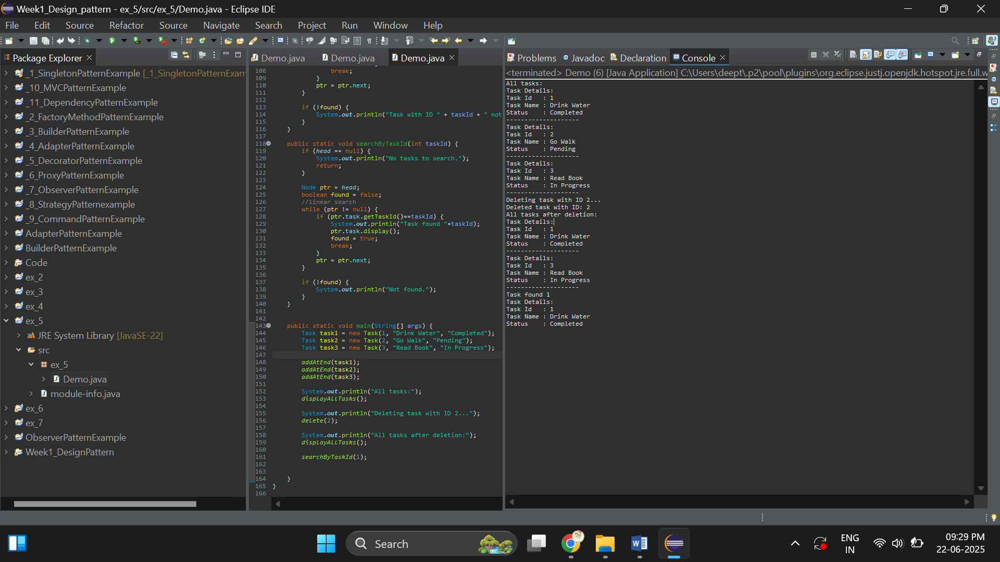 Week1_Design_pattern - ex_5/src/ex_5/Demo.java - Eclipse IDE
File Edit Source Refactor Source Navigate Search Project Run Window Help
Package Explorer
_1_SingletonPatternExample [_1_SingletonPatternExam
_10_MVCPatternExample
_11_DependencyPatternExample
_2_FactoryMethodPatternExample
_3_BuilderPatternExample
_4_AdapterPatternExample
_5_DecoratorPatternExample
_6_ProxyPatternExample
_7_ObserverPatternExample
_8_StrategyPatternexample
_9_CommandPatternExample
AdapterPatternExample
BuilderPatternExample
Code
ex_2
ex_3
ex_4
ex_5
JRE System Library [JavaSE-22]
src
ex_5
Demo.java
module-info.java
ex_6
ex_7
ObserverPatternExample
Week1_DesignPattern
Demo.java Demo.java Demo.java
108 break;
109 }
110 ptr = ptr.next;
111 }
112
113 if (!found) {
114 System.out.println("Task with ID " + taskId + " not
115 }
116 }
117
118 public static void searchByTaskId(int taskId) {
119 if (head == null) {
120 System.out.println("No tasks to search.");
121 return;
122 }
123
124 Node ptr = head;
125 boolean found = false;
126 //linear search
127 while (ptr != null) {
128 if (ptr.task.getTaskId()==taskId) {
129 System.out.println("Task found "+taskId);
130 ptr.task.display();
131 found = true;
132 break;
133 }
134 ptr = ptr.next;
135 }
136
137 if (!found) {
138 System.out.println("Not found.");
139 }
140 }
141
142
143 public static void main(String[] args) {
144 Task task1 = new Task(1, "Drink Water", "Completed");
145 Task task2 = new Task(2, "Go Walk", "Pending");
146 Task task3 = new Task(3, "Read Book", "In Progress");
147
148 addAtEnd(task1);
149 addAtEnd(task2);
150 addAtEnd(task3);
151
152 System.out.println("All tasks:");
153 displayAllTasks();
154
155 System.out.println("Deleting task with ID 2...");
156 delete(2);
157
158 System.out.println("All tasks after deletion:");
159 displayAllTasks();
160
161 searchByTaskId(1);
162
163
164 }
165 }
166
Problems Javadoc Declaration Console
<terminated> Demo (6) [Java Application] C:\Users\deept\.p2\pool\plugins\org.eclipse.justj.openjdk.hotspot.jre.full.w
All tasks:
Task Details:
Task Id : 1
Task Name : Drink Water
Status : Completed
--------------------
Task Details:
Task Id : 2
Task Name : Go Walk
Status : Pending
--------------------
Task Details:
Task Id : 3
Task Name : Read Book
Status : In Progress
--------------------
Deleting task with ID 2...
Deleted task with ID: 2
All tasks after deletion:
Task Details:
Task Id : 1
Task Name : Drink Water
Status : Completed
--------------------
Task Details:
Task Id : 3
Task Name : Read Book
Status : In Progress
--------------------
Task found 1
Task Details:
Task Id : 1
Task Name : Drink Water
Status : Completed
Search
ENG
IN
09:29 PM
22-06-2025